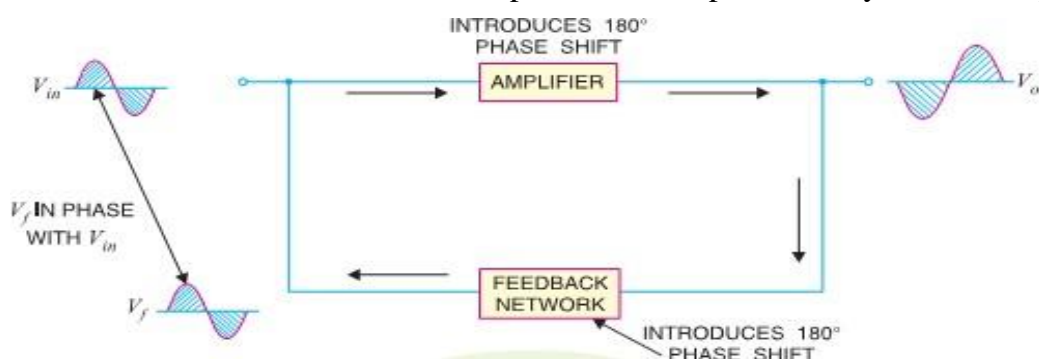 INTRODUCES 180°
PHASE SHIFT
AMPLIFIER
V_in
V_o
V_f IN PHASE
WITH V_in
V_f
FEEDBACK
NETWORK
INTRODUCES 180°
PHASE SHIFT